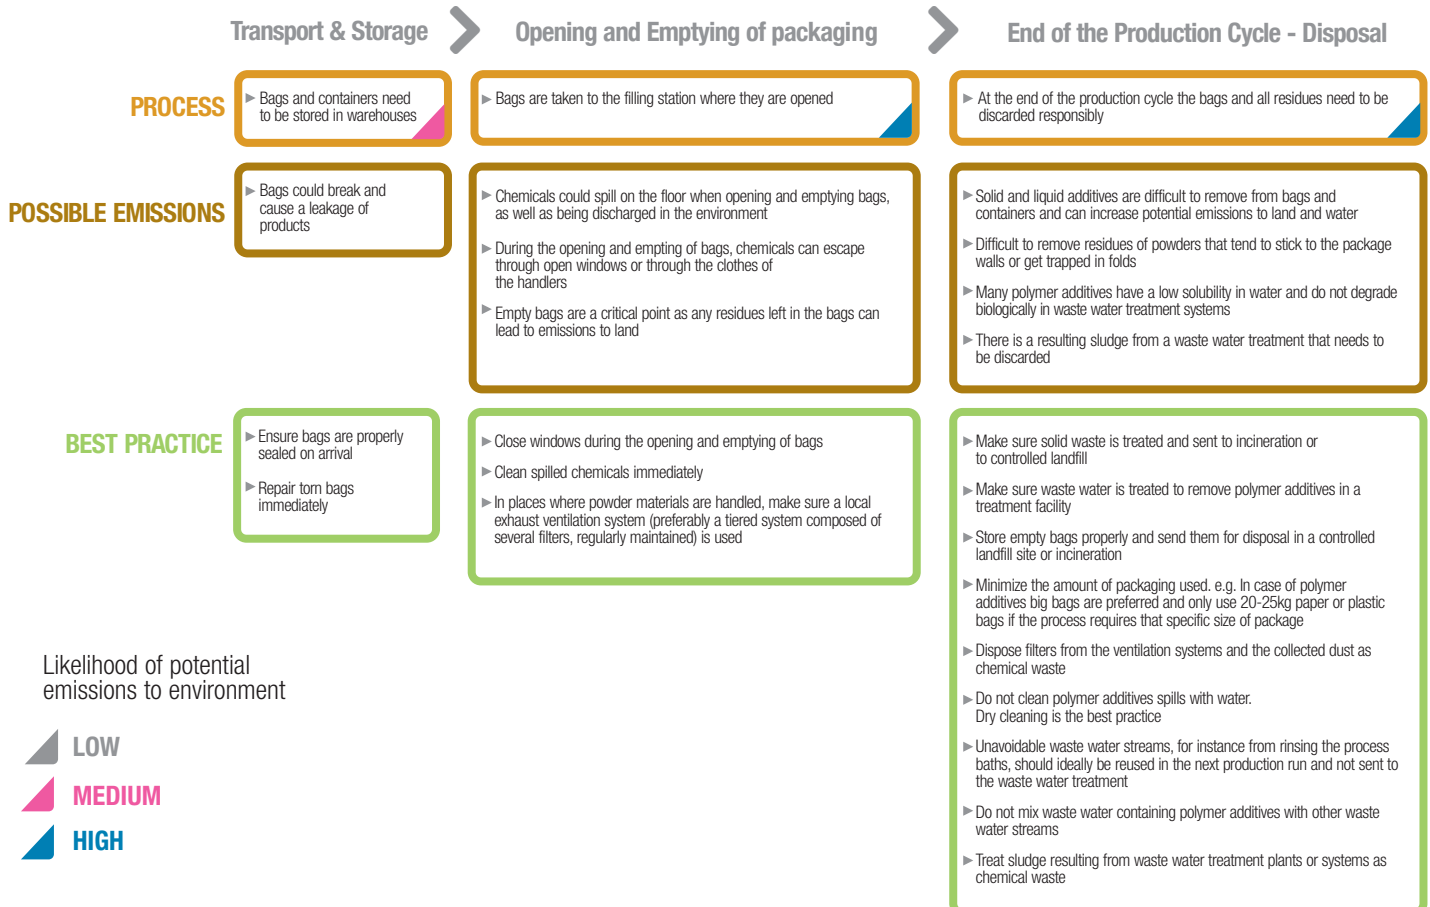 Transport & Storage
Opening and Emptying of packaging
End of the Production Cycle - Disposal
PROCESS
Bags and containers need
to be stored in warehouses
Bags are taken to the filling station where they are opened
At the end of the production cycle the bags and all residues need to be
discarded responsibly
POSSIBLE EMISSIONS
Bags could break and
cause a leakage of
products
Chemicals could spill on the floor when opening and emptying bags,
as well as being discharged in the environment
During the opening and empting of bags, chemicals can escape
through open windows or through the clothes of
the handlers
Empty bags are a critical point as any residues left in the bags can
lead to emissions to land
Solid and liquid additives are difficult to remove from bags and
containers and can increase potential emissions to land and water
Difficult to remove residues of powders that tend to stick to the package
walls or get trapped in folds
Many polymer additives have a low solubility in water and do not degrade
biologically in waste water treatment systems
There is a resulting sludge from a waste water treatment that needs to
be discarded
BEST PRACTICE
Ensure bags are properly
sealed on arrival
Repair torn bags
immediately
Close windows during the opening and emptying of bags
Clean spilled chemicals immediately
In places where powder materials are handled, make sure a local
exhaust ventilation system (preferably a tiered system composed of
several filters, regularly maintained) is used
Make sure solid waste is treated and sent to incineration or
to controlled landfill
Make sure waste water is treated to remove polymer additives in a
treatment facility
Store empty bags properly and send them for disposal in a controlled
landfill site or incineration
Minimize the amount of packaging used. e.g. In case of polymer
additives big bags are preferred and only use 20-25kg paper or plastic
bags if the process requires that specific size of package
Dispose filters from the ventilation systems and the collected dust as
chemical waste
Do not clean polymer additives spills with water.
Dry cleaning is the best practice
Unavoidable waste water streams, for instance from rinsing the process
baths, should ideally be reused in the next production run and not sent to
the waste water treatment
Do not mix waste water containing polymer additives with other waste
water streams
Treat sludge resulting from waste water treatment plants or systems as
chemical waste
Likelihood of potential
emissions to environment
LOW
MEDIUM
HIGH